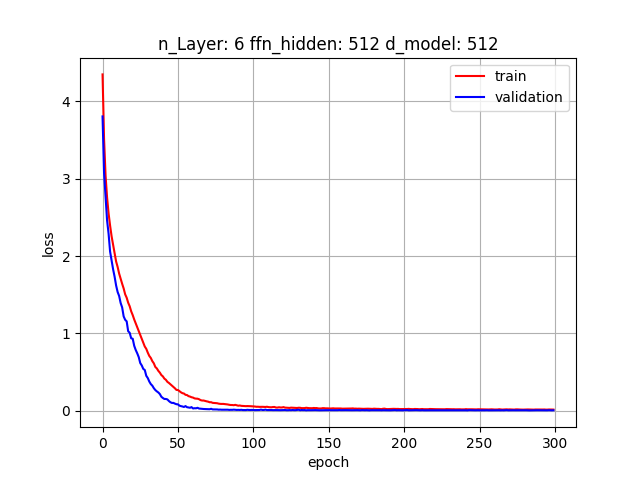 n_Layer: 6 ffn_hidden: 512 d_model: 512
train
validation
loss
4
3
2
1
0
0 50 100 150 200 250 300
epoch